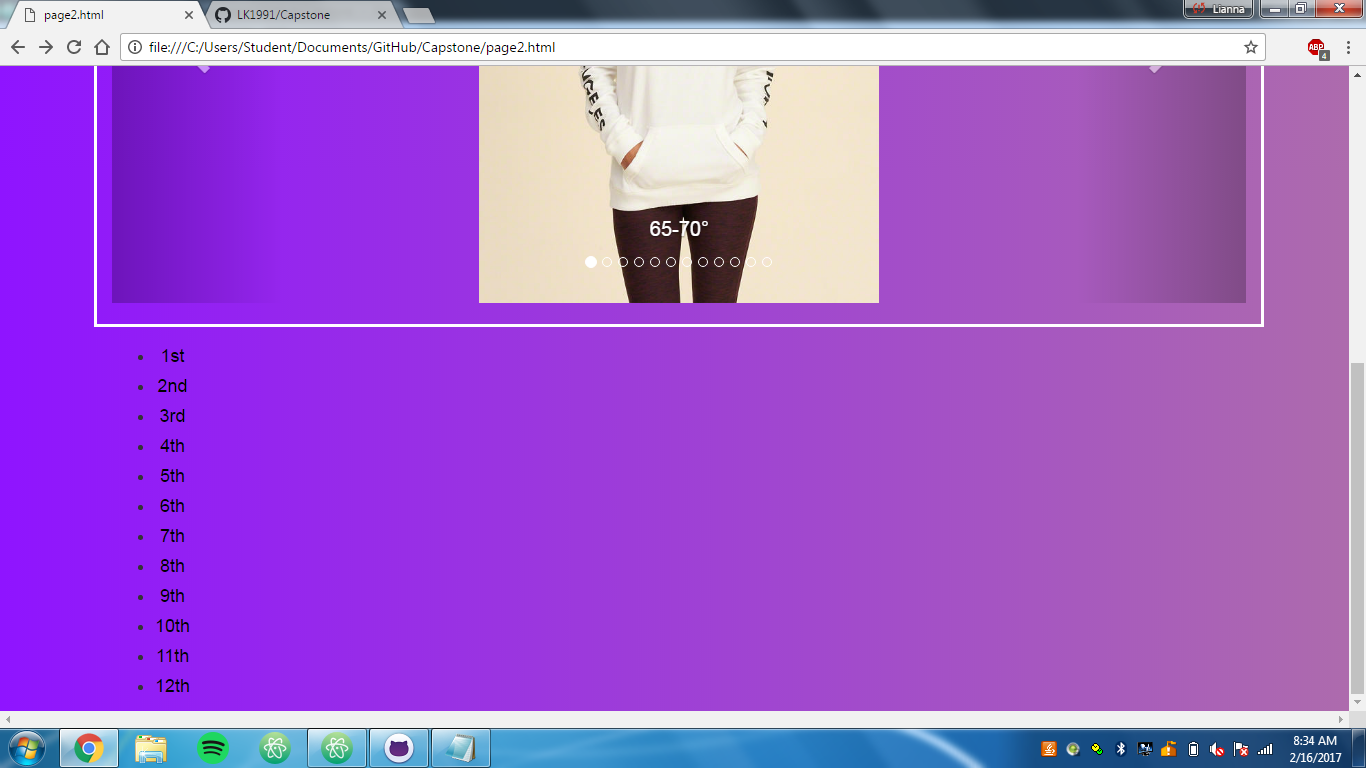 page2.html
LK1991/Capstone
Lianna
file:///C:/Users/Student/Documents/GitHub/Capstone/page2.html
ABP
4
65-70°
1st
2nd
3rd
4th
5th
6th
7th
8th
9th
10th
11th
12th
8:34 AM
2/16/2017